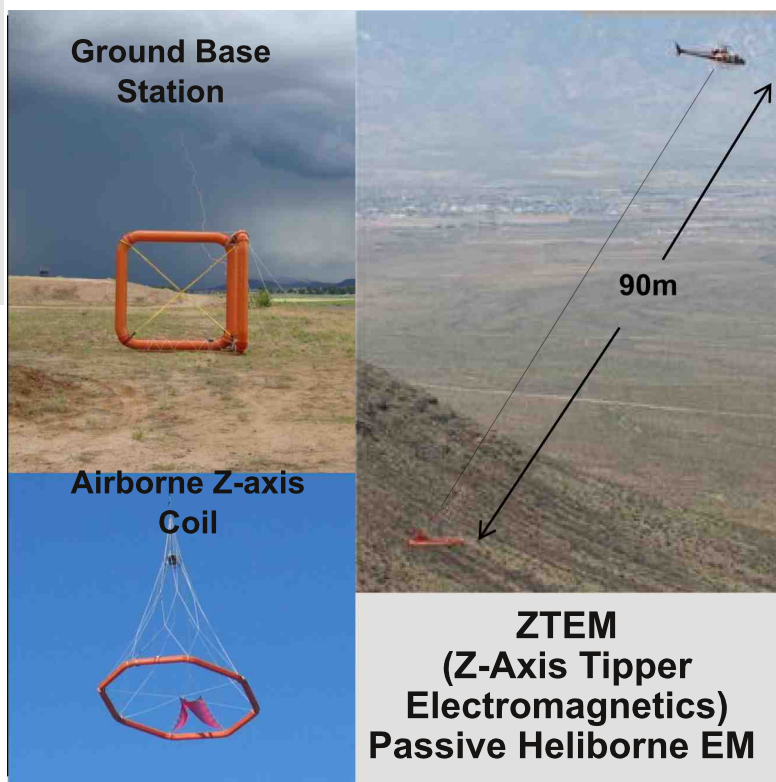 Ground Base
Station
90m
Airborne Z-axis
Coil
ZTEM
(Z-Axis Tipper
Electromagnetics)
Passive Heliborne EM